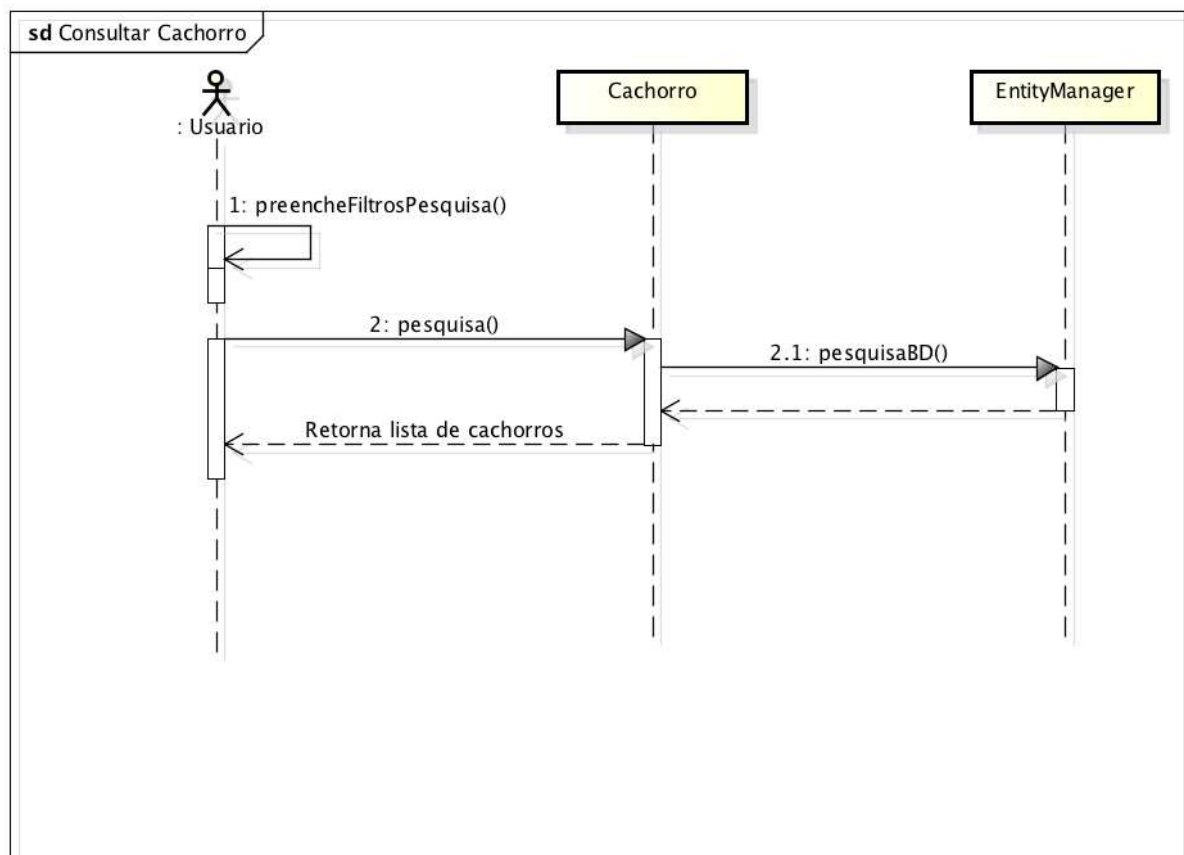 sd Consultar Cachorro
Cachorro
EntityManager
: Usuario
1: preencheFiltrosPesquisa()
2: pesquisa()
2.1: pesquisaBD()
Retorna lista de cachorros